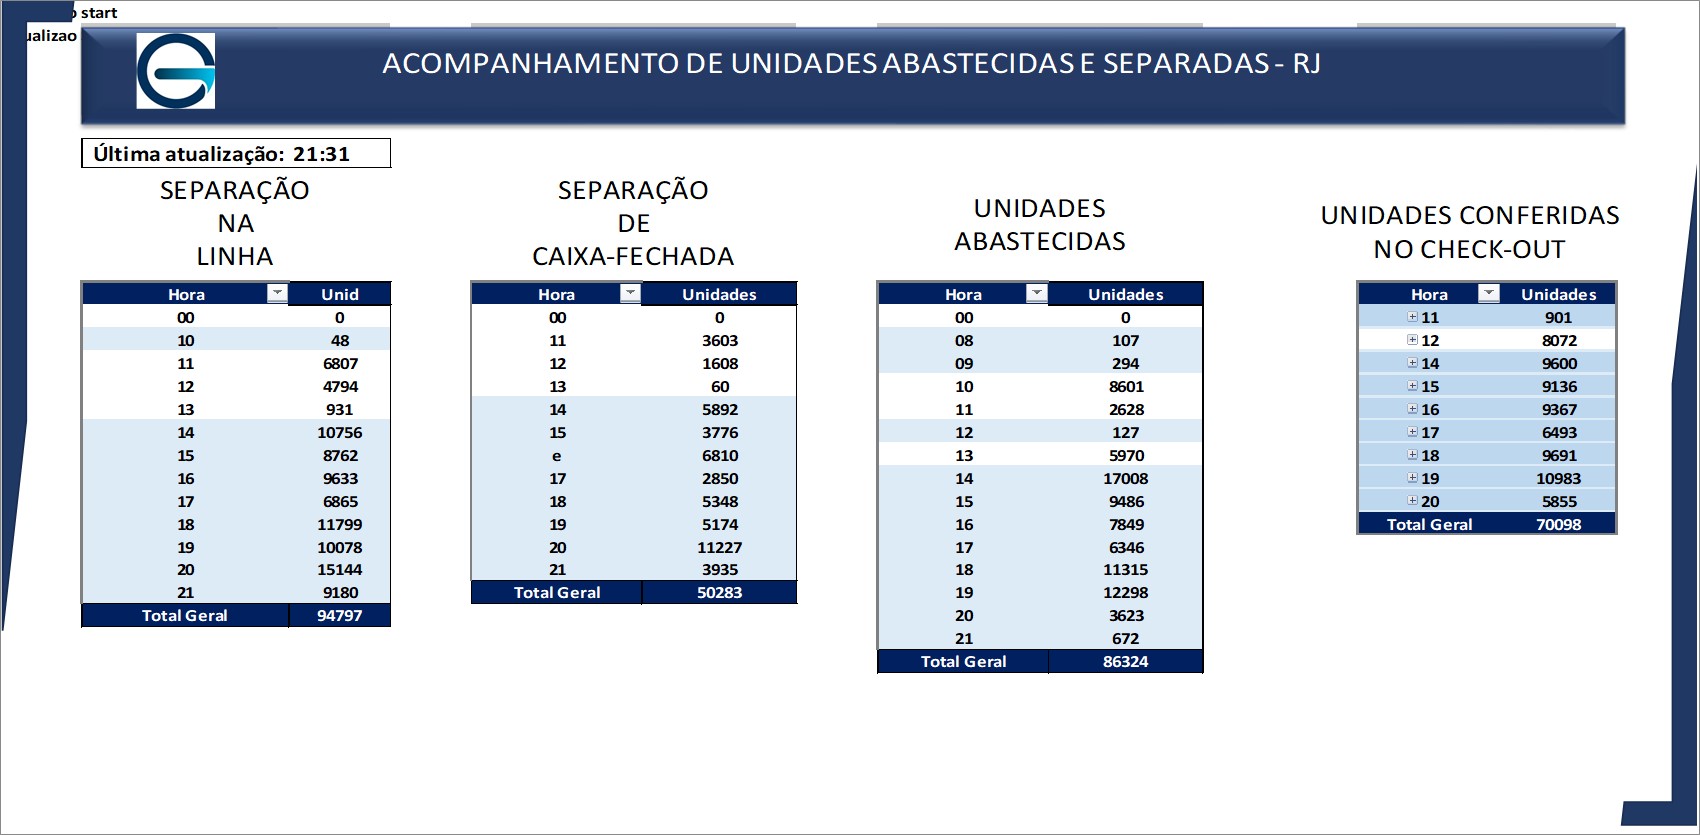 start
ualizao
ACOMPANHAMENTO DE UNIDADES ABASTECIDAS E SEPARADAS - RJ
Última atualização: 21:31
SEPARAÇÃO
NA
LINHA
Hora Unid
00 0
10 48
11 6807
12 4794
13 931
14 10756
15 8762
16 9633
17 6865
18 11799
19 10078
20 15144
21 9180
Total Geral 94797
SEPARAÇÃO
DE
CAIXA-FECHADA
Hora Unidades
00 0
11 3603
12 1608
13 60
14 5892
15 3776
e 6810
17 2850
18 5348
19 5174
20 11227
21 3935
Total Geral 50283
UNIDADES
ABASTECIDAS
Hora Unidades
00 0
08 107
09 294
10 8601
11 2628
12 127
13 5970
14 17008
15 9486
16 7849
17 6346
18 11315
19 12298
20 3623
21 672
Total Geral 86324
UNIDADES CONFERIDAS
NO CHECK-OUT
Hora Unidades
11 901
12 8072
14 9600
15 9136
16 9367
17 6493
18 9691
19 10983
20 5855
Total Geral 70098